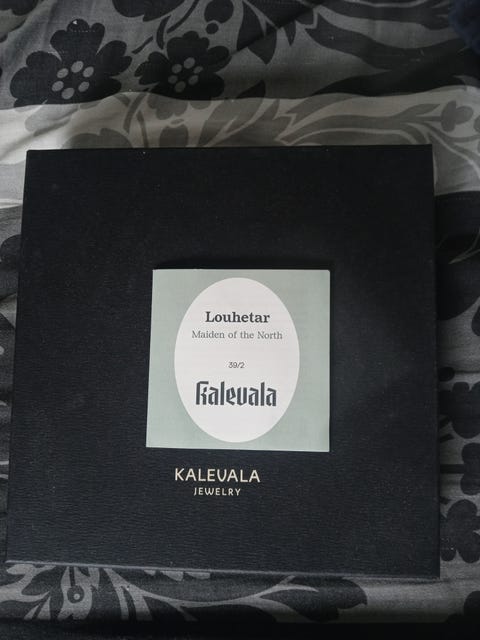 Louhetar
Maiden of the North
39/2
Kalevala
KALEVALA
JEWELRY